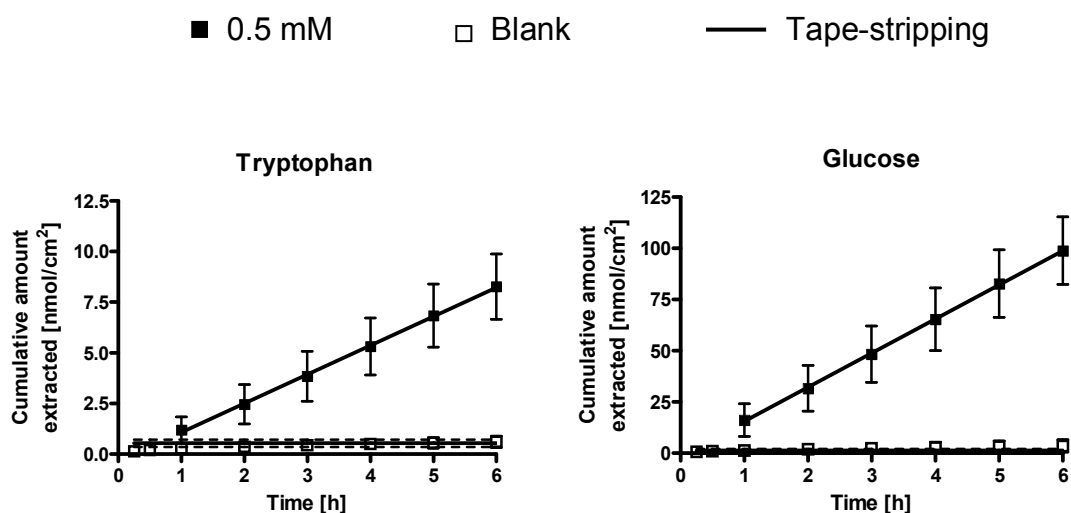 0.5 mM
Blank
Tape-stripping
Tryptophan
Cumulative amount
extracted [nmol/cm²]
12.5
10.0
7.5
5.0
2.5
0.0
0 1 2 3 4 5 6
Time [h]
Glucose
Cumulative amount
extracted [nmol/cm²]
125
100
75
50
25
0
0 1 2 3 4 5 6
Time [h]